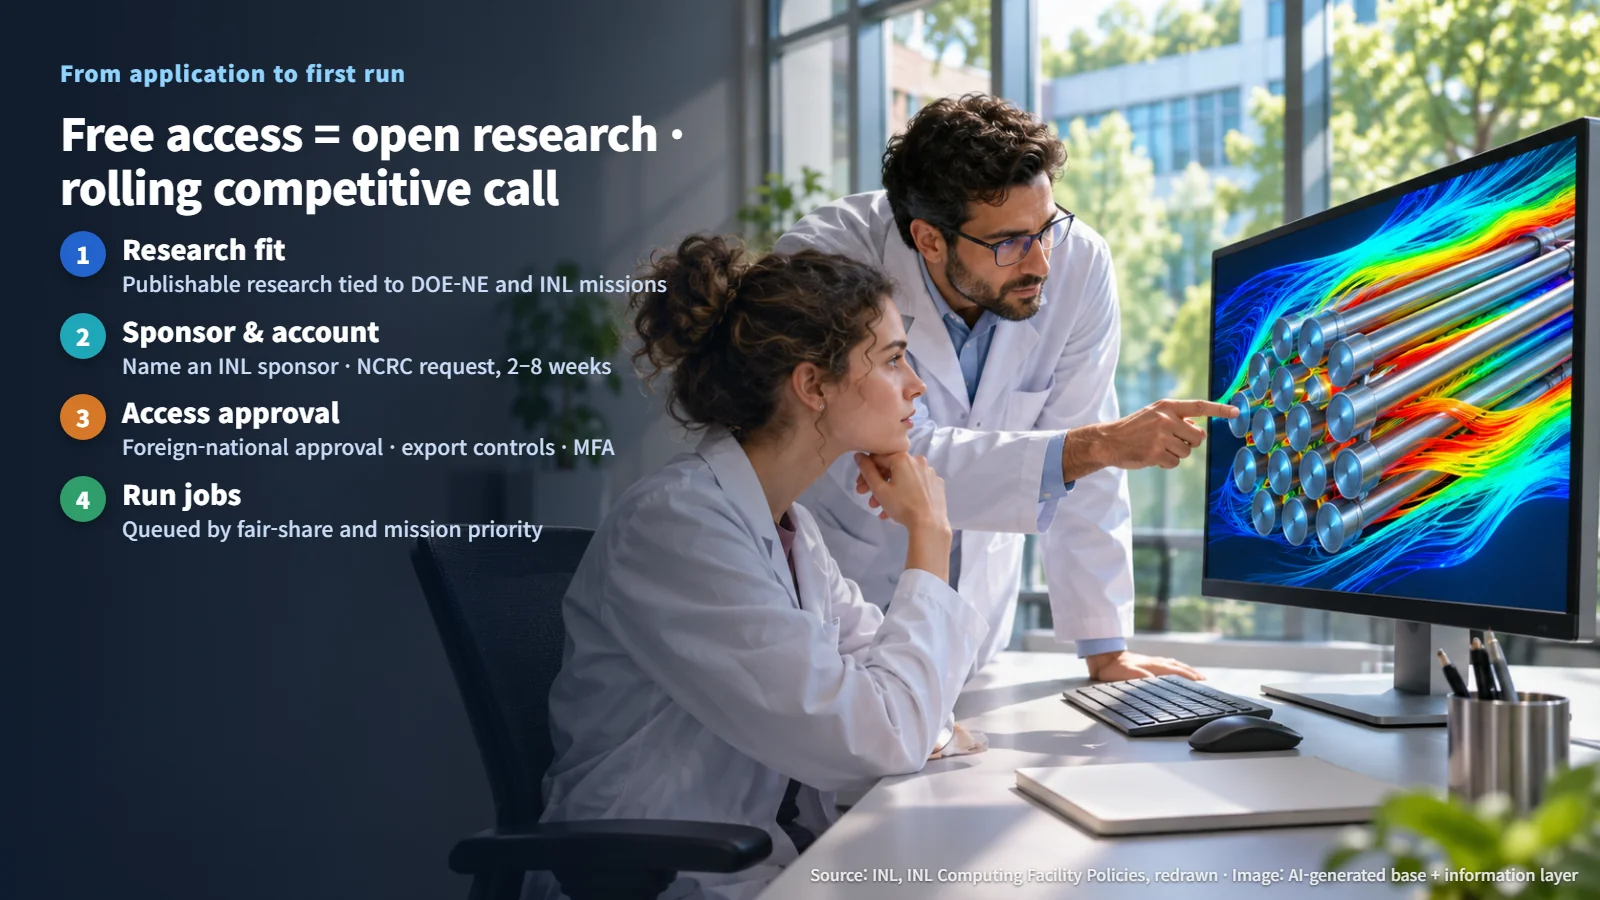 From application to first run
Free access = open research ·
rolling competitive call
1
Research fit
Publishable research tied to DOE-NE and INL missions
2
Sponsor & account
Name an INL sponsor · NCRC request, 2–8 weeks
3
Access approval
Foreign-national approval · export controls · MFA
4
Run jobs
Queued by fair-share and mission priority
Source: INL, INL Computing Facility Policies, redrawn · Image: AI-generated base + information layer